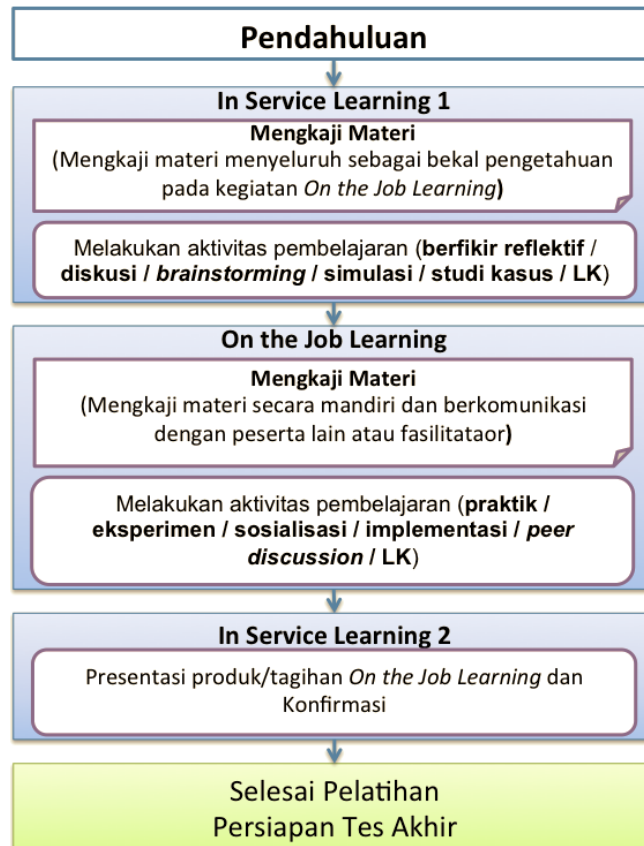 Pendahuluan
In Service Learning 1
Mengkaji Materi
(Mengkaji materi menyeluruh sebagai bekal pengetahuan
pada kegiatan On the Job Learning)
Melakukan aktivitas pembelajaran (berfikir reflektif /
diskusi / brainstorming / simulasi / studi kasus / LK)
On the Job Learning
Mengkaji Materi
(Mengkaji materi secara mandiri dan berkomunikasi
dengan peserta lain atau fasilitataor)
Melakukan aktivitas pembelajaran (praktik /
eksperimen / sosialisasi / implementasi / peer
discussion / LK)
In Service Learning 2
Presentasi produk/tagihan On the Job Learning dan
Konfirmasi
Selesai Pelatihan
Persiapan Tes Akhir